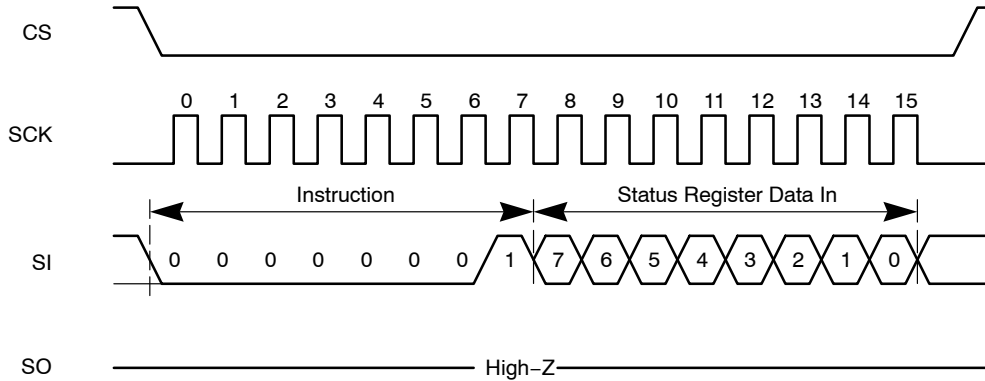 CS
0 1 2 3 4 5 6 7 8 9 10 11 12 13 14 15
SCK
Instruction Status Register Data In
SI 0 0 0 0 0 0 0 1 7 6 5 4 3 2 1 0
SO High−Z